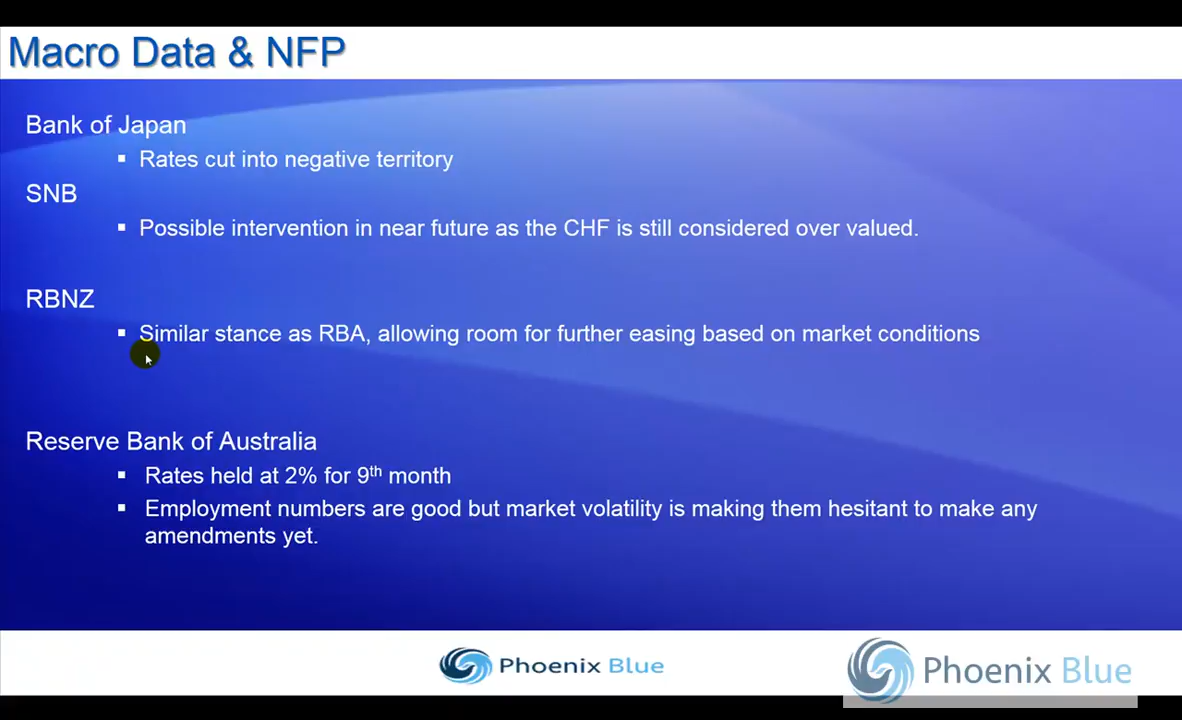 Macro Data & NFP
Bank of Japan
▪ Rates cut into negative territory
SNB
▪ Possible intervention in near future as the CHF is still considered over valued.
RBNZ
▪ Similar stance as RBA, allowing room for further easing based on market conditions
Reserve Bank of Australia
▪ Rates held at 2% for 9th month
▪ Employment numbers are good but market volatility is making them hesitant to make any
amendments yet.
Phoenix Blue
Phoenix Blue